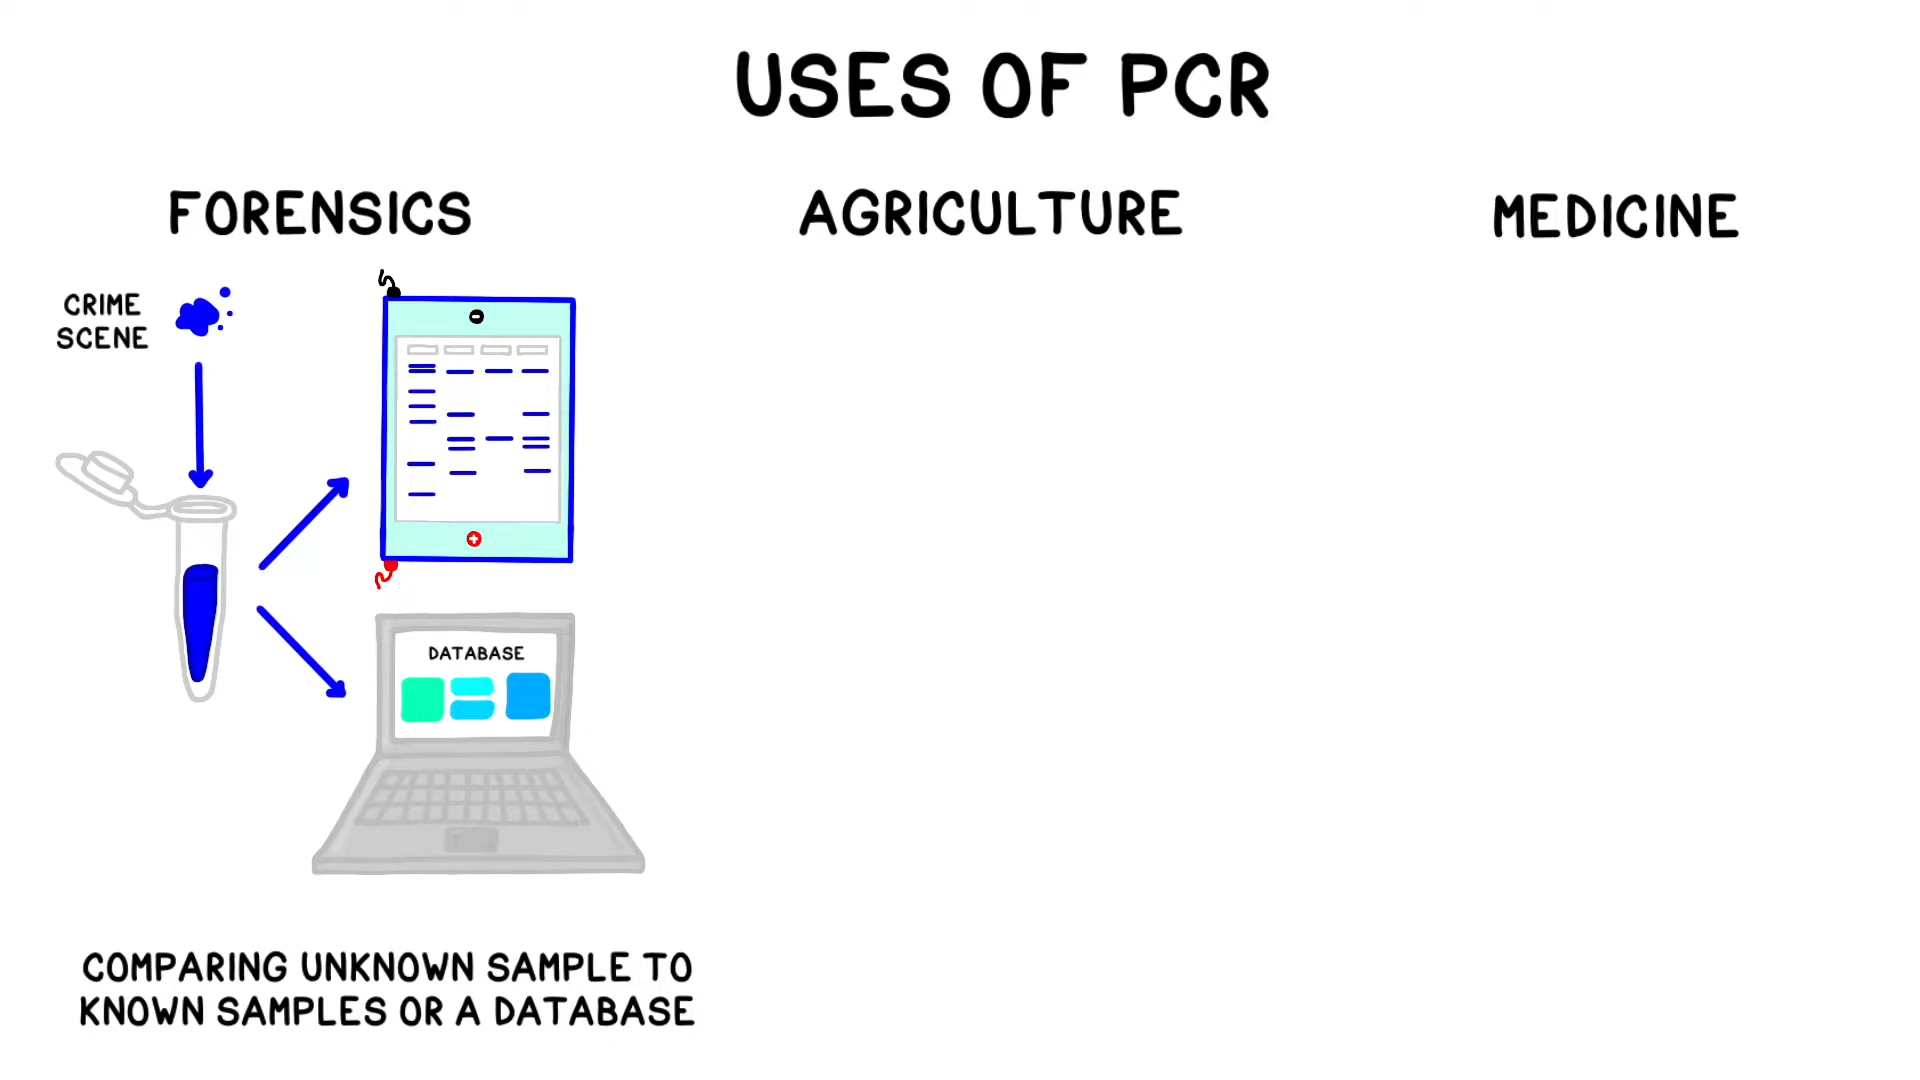 USES OF PCR
FORENSICS
AGRICULTURE
MEDICINE
CRIME
SCENE
DATABASE
COMPARING UNKNOWN SAMPLE TO
KNOWN SAMPLES OR A DATABASE